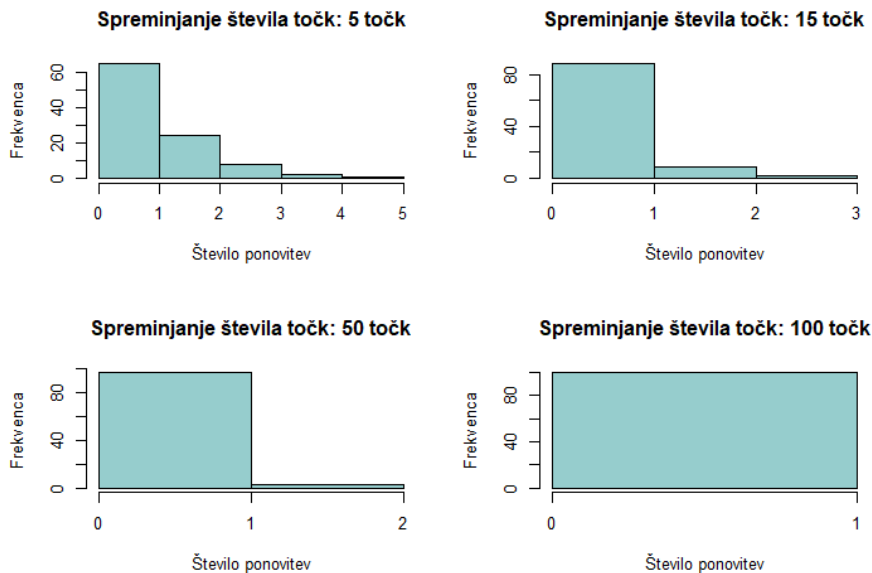 Spreminjanje števila točk: 5 točk
Frekvenca
0 20 40 60
0 1 2 3 4 5
Število ponovitev
Spreminjanje števila točk: 15 točk
Frekvenca
0 40 80
0 1 2 3
Število ponovitev
Spreminjanje števila točk: 50 točk
Frekvenca
0 40 80
0 1 2
Število ponovitev
Spreminjanje števila točk: 100 točk
Frekvenca
0 40 80
0 1
Število ponovitev